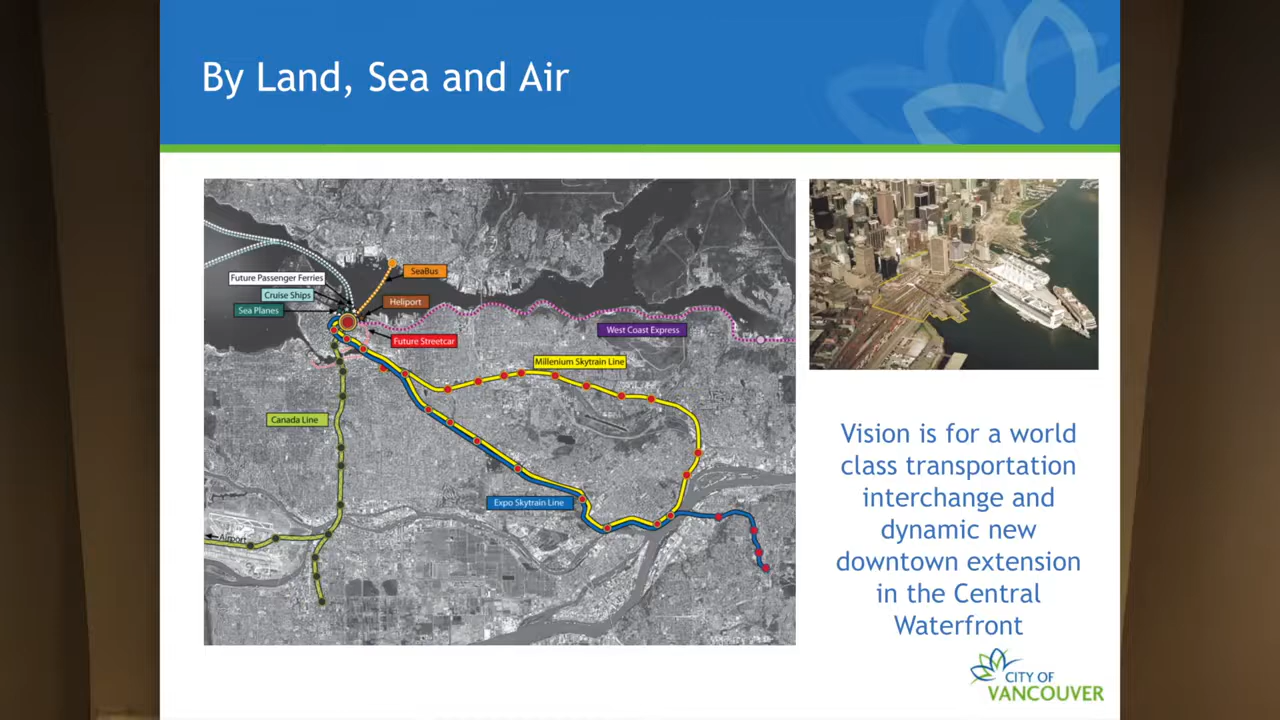 By Land, Sea and Air
Future Passenger Ferries
SeaBus
Cruise Ships
Heliport
Sea Planes
Future Streetcar
West Coast Express
Millenium Skytrain Line
Canada Line
Expo Skytrain Line
Airport
Vision is for a world
class transportation
interchange and
dynamic new
downtown extension
in the Central
Waterfront
CITY OF
VANCOUVER